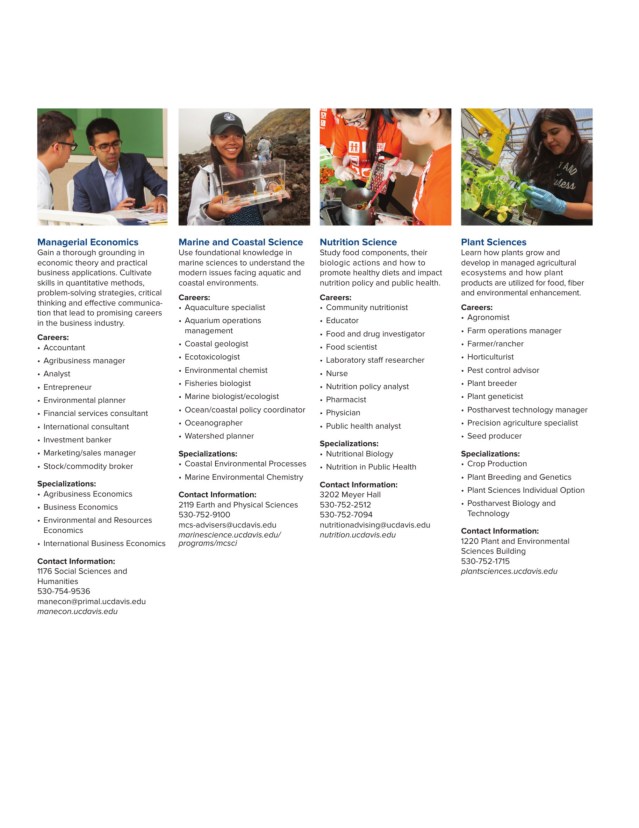 Managerial Economics
Gain a thorough grounding in
economic theory and practical
business applications. Cultivate
skills in quantitative methods,
problem-solving strategies, critical
thinking and effective communica-
tion that lead to promising careers
in the business industry.
Careers:
• Accountant
• Agribusiness manager
• Analyst
• Entrepreneur
• Environmental planner
• Financial services consultant
• International consultant
• Investment banker
• Marketing/sales manager
• Stock/commodity broker
Specializations:
• Agribusiness Economics
• Business Economics
• Environmental and Resources
Economics
• International Business Economics
Contact Information:
1176 Social Sciences and
Humanities
530-754-9536
manecon@primal.ucdavis.edu
manecon.ucdavis.edu
Marine and Coastal Science
Use foundational knowledge in
marine sciences to understand the
modern issues facing aquatic and
coastal environments.
Careers:
• Aquaculture specialist
• Aquarium operations
management
• Coastal geologist
• Ecotoxicologist
• Environmental chemist
• Fisheries biologist
• Marine biologist/ecologist
• Ocean/coastal policy coordinator
• Oceanographer
• Watershed planner
Specializations:
• Coastal Environmental Processes
• Marine Environmental Chemistry
Contact Information:
2119 Earth and Physical Sciences
530-752-9100
mcs-advisers@ucdavis.edu
marinescience.ucdavis.edu/
programs/mcsci
Nutrition Science
Study food components, their
biologic actions and how to
promote healthy diets and impact
nutrition policy and public health.
Careers:
• Community nutritionist
• Educator
• Food and drug investigator
• Food scientist
• Laboratory staff researcher
• Nurse
• Nutrition policy analyst
• Pharmacist
• Physician
• Public health analyst
Specializations:
• Nutritional Biology
• Nutrition in Public Health
Contact Information:
3202 Meyer Hall
530-752-2512
530-752-7094
nutritionadvising@ucdavis.edu
nutrition.ucdavis.edu
Plant Sciences
Learn how plants grow and
develop in managed agricultural
ecosystems and how plant
products are utilized for food, fiber
and environmental enhancement.
Careers:
• Agronomist
• Farm operations manager
• Farmer/rancher
• Horticulturist
• Pest control advisor
• Plant breeder
• Plant geneticist
• Postharvest technology manager
• Precision agriculture specialist
• Seed producer
Specializations:
• Crop Production
• Plant Breeding and Genetics
• Plant Sciences Individual Option
• Postharvest Biology and
Technology
Contact Information:
1220 Plant and Environmental
Sciences Building
530-752-1715
plantsciences.ucdavis.edu